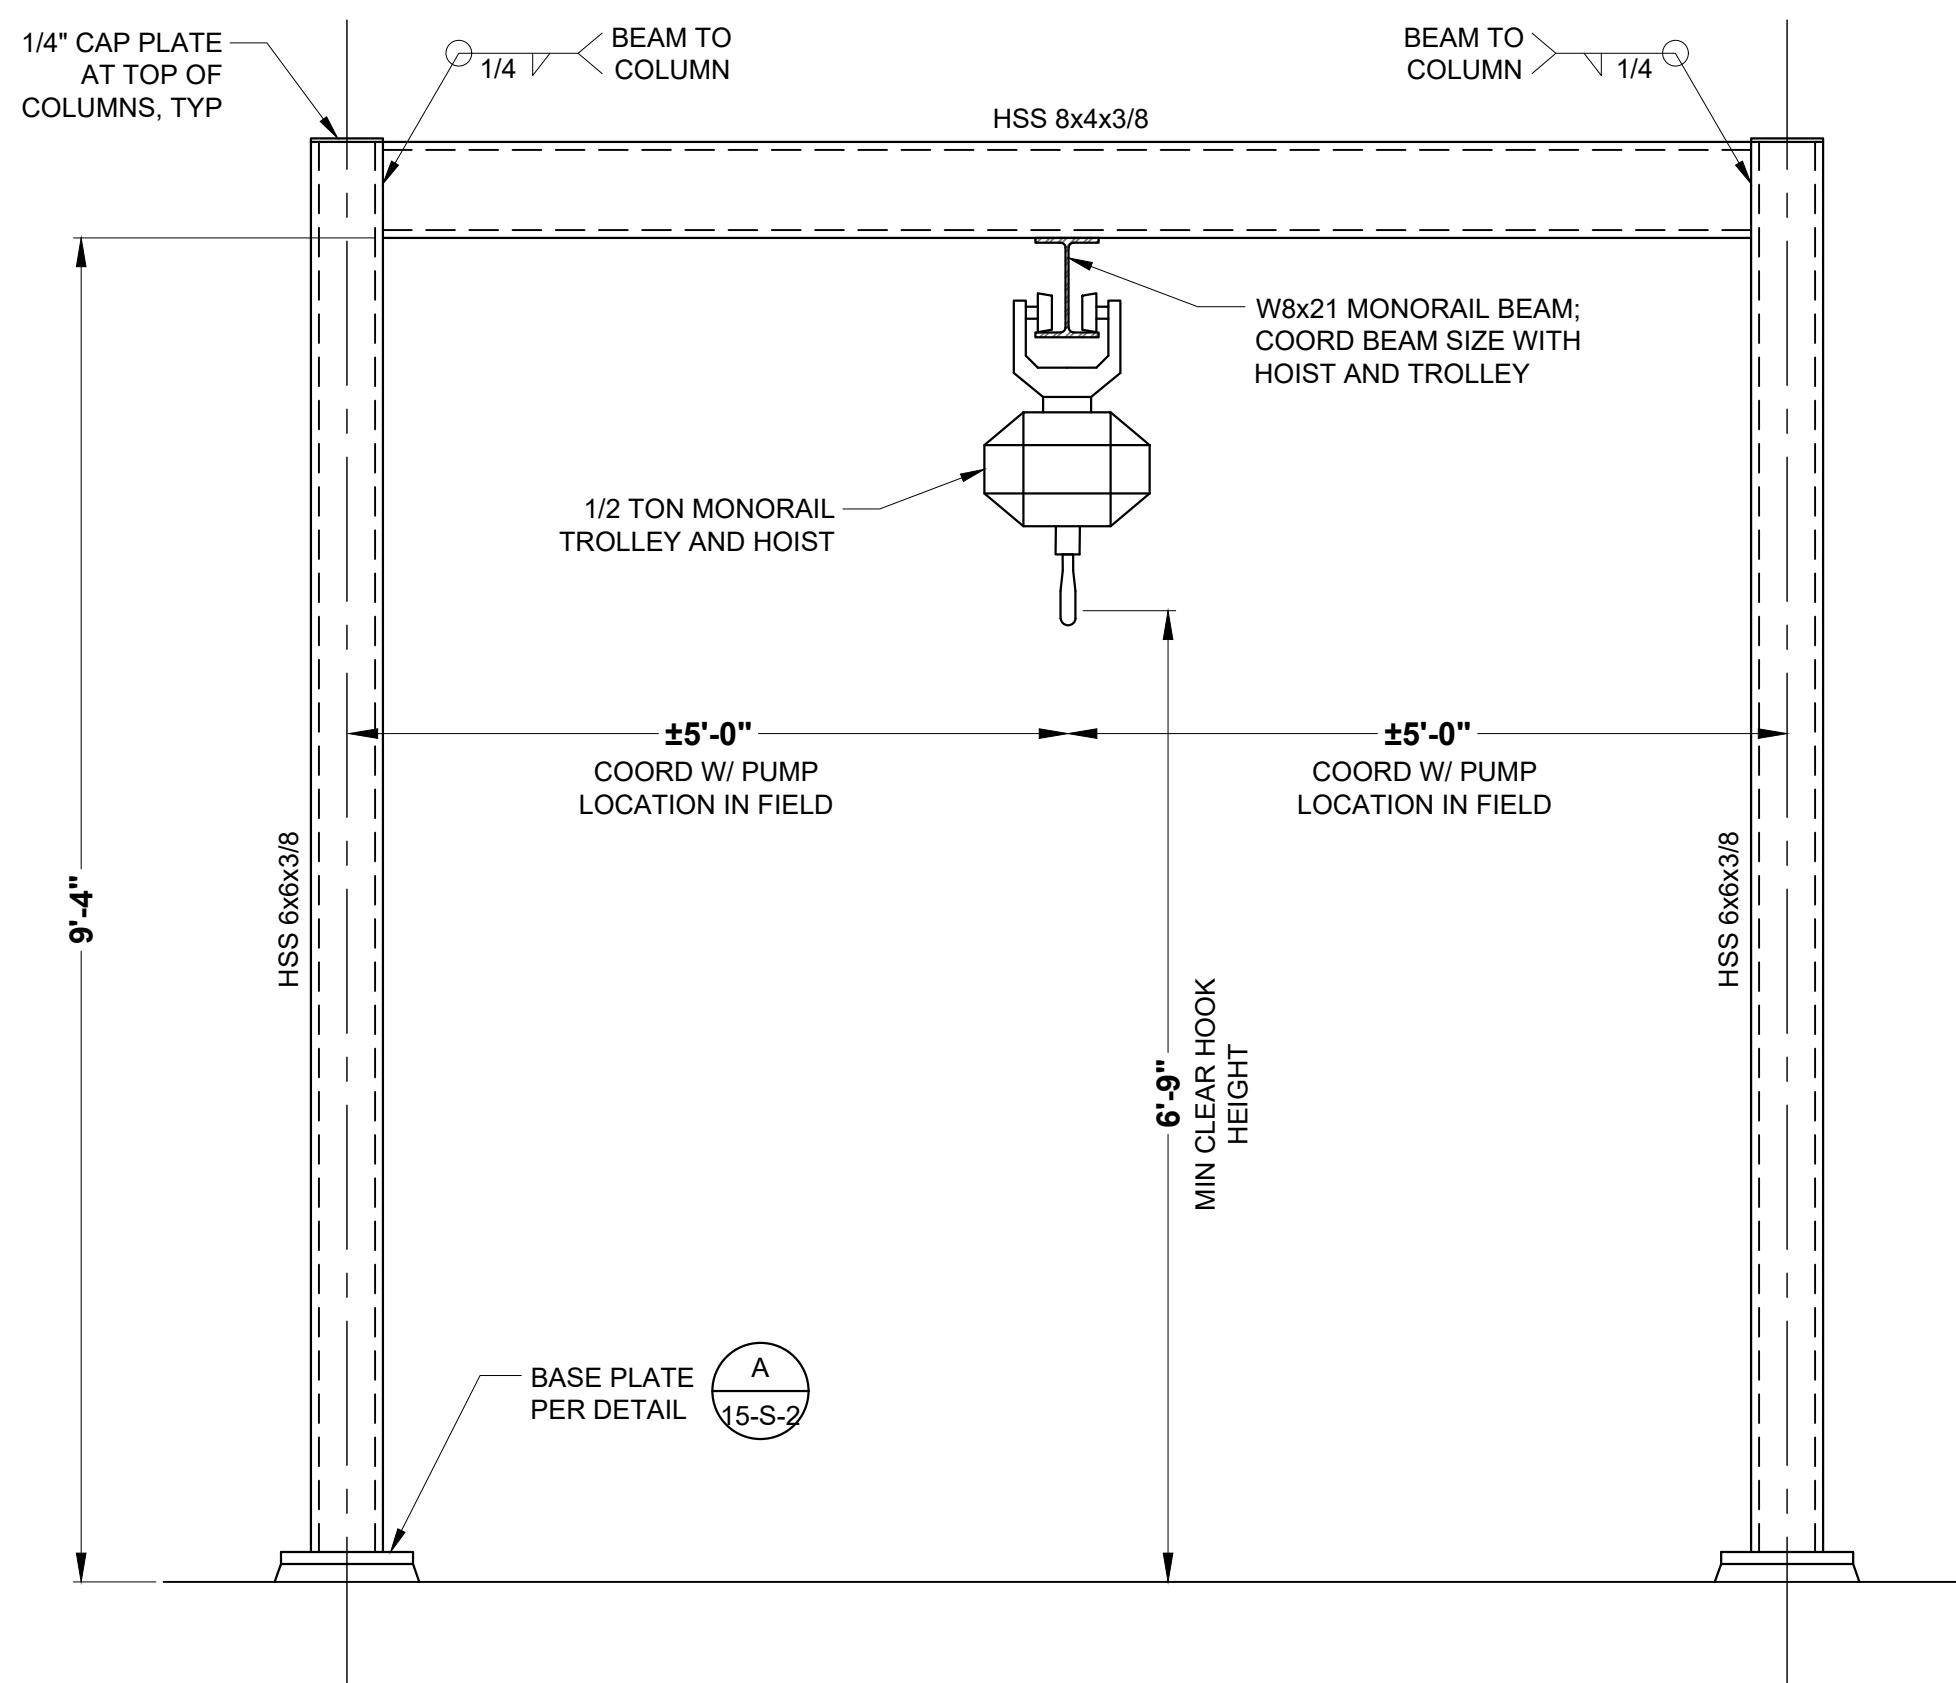 1/4" CAP PLATE
AT TOP OF
COLUMNS, TYP
1/4
BEAM TO
COLUMN
BEAM TO
COLUMN
1/4
HSS 8x4x3/8
W8x21 MONORAIL BEAM;
COORD BEAM SIZE WITH
HOIST AND TROLLEY
1/2 TON MONORAIL
TROLLEY AND HOIST
±5'-0"
COORD W/ PUMP
LOCATION IN FIELD
±5'-0"
COORD W/ PUMP
LOCATION IN FIELD
9'-4"
HSS 6x6x3/8
6'-9"
MIN CLEAR HOOK
HEIGHT
HSS 6x6x3/8
BASE PLATE
PER DETAIL
A
15-S-2